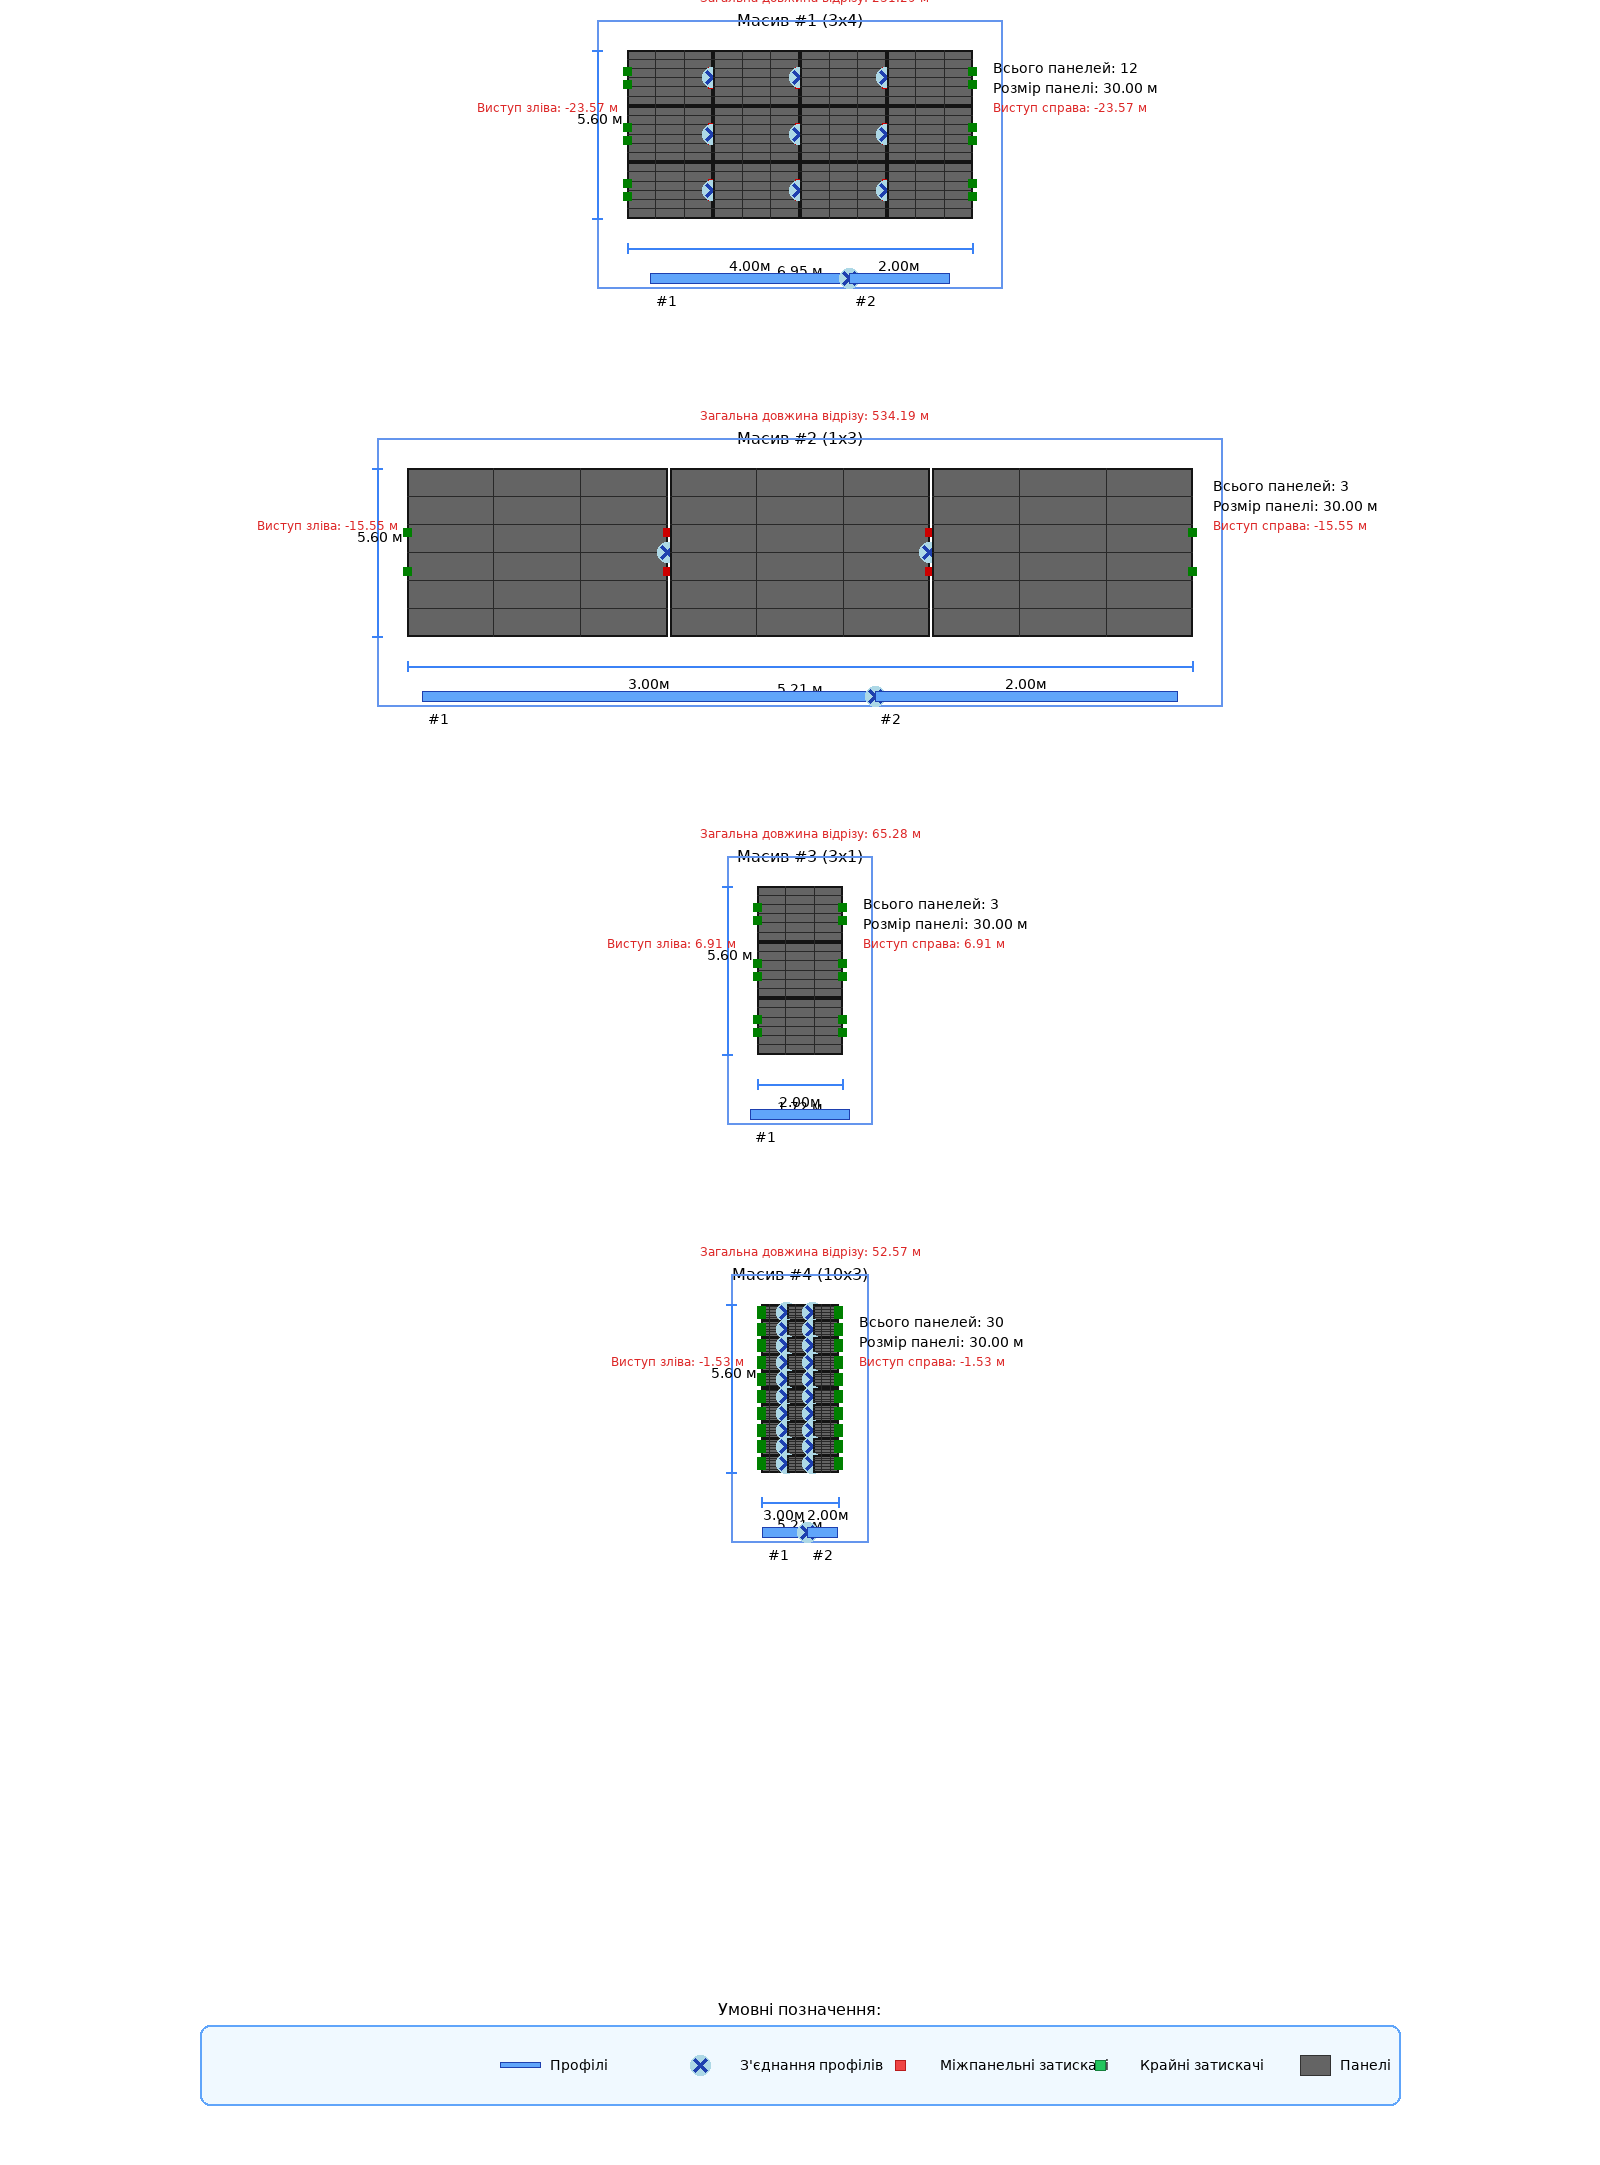 Масив #1 (3x4)
Всього панелей: 12
Розмір панелі: 30.00 м
Виступ зліва: -23.57 м
Виступ справа: -23.57 м
5.60 м
4.00м
6.95 м
2.00м
#1
#2
Загальна довжина відрізу: 534.19 м
Масив #2 (1x3)
Всього панелей: 3
Розмір панелі: 30.00 м
Виступ зліва: -15.55 м
Виступ справа: -15.55 м
5.60 м
3.00м
5.21 м
2.00м
#1
#2
Загальна довжина відрізу: 65.28 м
Масив #3 (3x1)
Всього панелей: 3
Розмір панелі: 30.00 м
Виступ зліва: 6.91 м
Виступ справа: 6.91 м
5.60 м
2.00м
#1
Загальна довжина відрізу: 52.57 м
Масив #4 (10x3)
Всього панелей: 30
Розмір панелі: 30.00 м
Виступ зліва: -1.53 м
Виступ справа: -1.53 м
5.60 м
3.00м
2.00м
5.21 м
#1
#2
Умовні позначення:
Профілі
З'єднання профілів
Міжпанельні затискачі
Крайні затискачі
Панелі